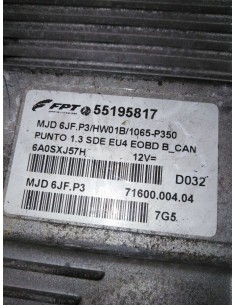 FPT 55195817
MJD 6JF.P3/HW01B/1065-P350
PUNTO 1.3 SDE EU4 EOBD B_CAN
6A0SXJ57H 12V=
D032
MJD 6JF.P3 71600.004.04
7G5